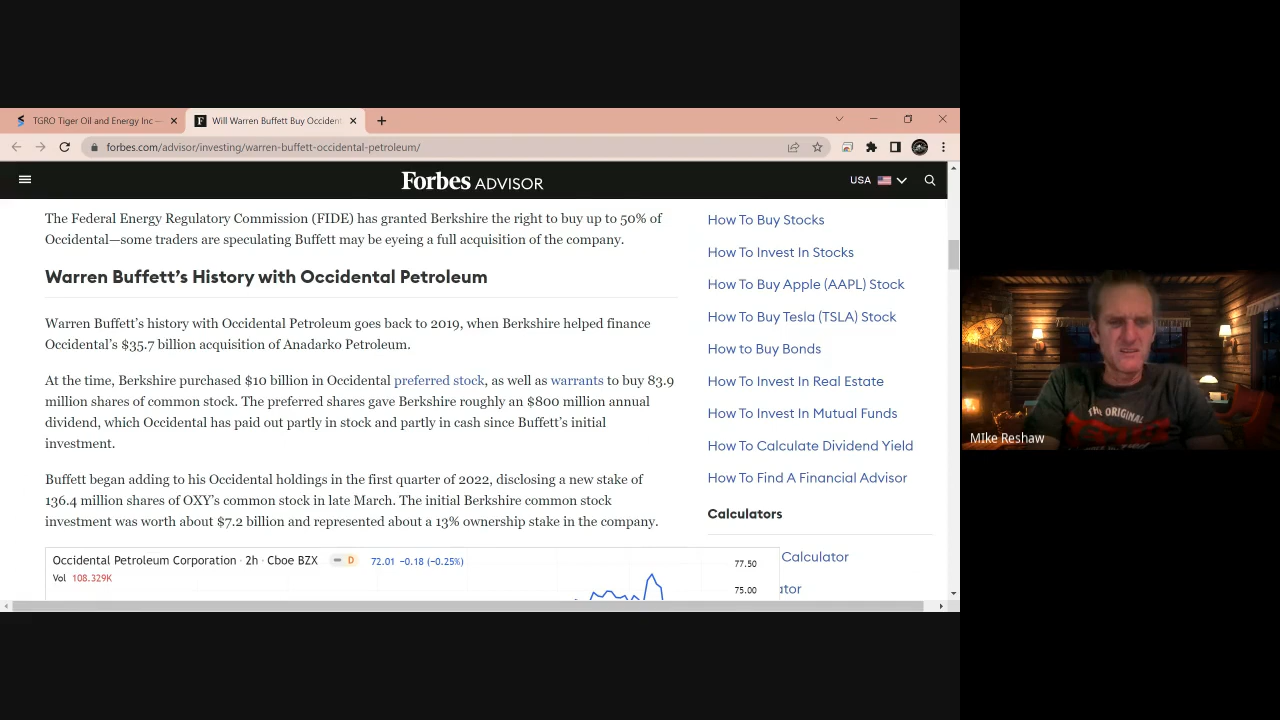 TGRO Tiger Oil and Energy Inc —
Will Warren Buffett Buy Occident
forbes.com/advisor/investing/warren-buffett-occidental-petroleum/
Forbes ADVISOR
USA
The Federal Energy Regulatory Commission (FIDE) has granted Berkshire the right to buy up to 50% of
Occidental—some traders are speculating Buffett may be eyeing a full acquisition of the company.
Warren Buffett’s History with Occidental Petroleum
Warren Buffett’s history with Occidental Petroleum goes back to 2019, when Berkshire helped finance
Occidental’s $35.7 billion acquisition of Anadarko Petroleum.
At the time, Berkshire purchased $10 billion in Occidental preferred stock, as well as warrants to buy 83.9
million shares of common stock. The preferred shares gave Berkshire roughly an $800 million annual
dividend, which Occidental has paid out partly in stock and partly in cash since Buffett’s initial
investment.
Buffett began adding to his Occidental holdings in the first quarter of 2022, disclosing a new stake of
136.4 million shares of OXY’s common stock in late March. The initial Berkshire common stock
investment was worth about $7.2 billion and represented about a 13% ownership stake in the company.
Occidental Petroleum Corporation · 2h · Cboe BZX
D
72.01 −0.18 (−0.25%)
Vol 108.329K
77.50
75.00
How To Buy Stocks
How To Invest In Stocks
How To Buy Apple (AAPL) Stock
How To Buy Tesla (TSLA) Stock
How to Buy Bonds
How To Invest In Real Estate
How To Invest In Mutual Funds
How To Calculate Dividend Yield
How To Find A Financial Advisor
Calculators
Calculator
ator
THE ORIGINAL
MIke Reshaw